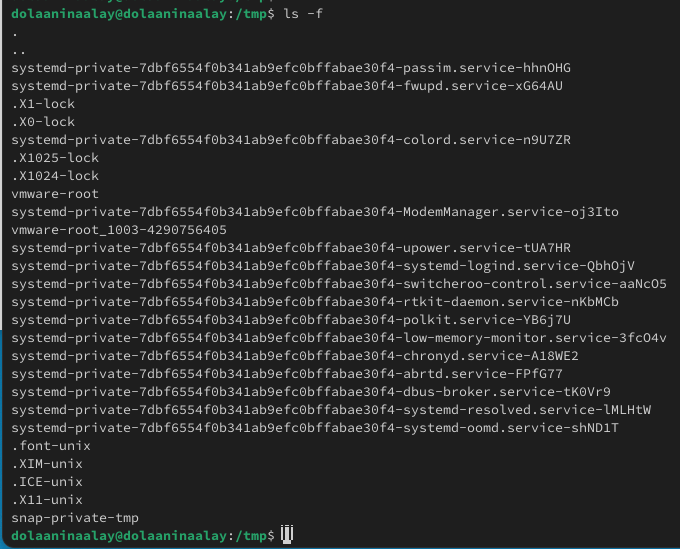 dolaaninaalay@dolaaninaalay:/tmp$ ls -f
.
..
systemd-private-7dbf6554f0b341ab9efc0bffabae30f4-passim.service-hhnOHG
systemd-private-7dbf6554f0b341ab9efc0bffabae30f4-fwupd.service-xG64AU
.X1-lock
.X0-lock
systemd-private-7dbf6554f0b341ab9efc0bffabae30f4-colord.service-n9U7ZR
.X1025-lock
.X1024-lock
vmware-root
systemd-private-7dbf6554f0b341ab9efc0bffabae30f4-ModemManager.service-oj3Ito
vmware-root_1003-4290756405
systemd-private-7dbf6554f0b341ab9efc0bffabae30f4-upower.service-tUA7HR
systemd-private-7dbf6554f0b341ab9efc0bffabae30f4-systemd-logind.service-QbhOjV
systemd-private-7dbf6554f0b341ab9efc0bffabae30f4-switcheroo-control.service-aaNcO5
systemd-private-7dbf6554f0b341ab9efc0bffabae30f4-rtkit-daemon.service-nKbMCb
systemd-private-7dbf6554f0b341ab9efc0bffabae30f4-polkit.service-YB6j7U
systemd-private-7dbf6554f0b341ab9efc0bffabae30f4-low-memory-monitor.service-3fcO4v
systemd-private-7dbf6554f0b341ab9efc0bffabae30f4-chronyd.service-A18WE2
systemd-private-7dbf6554f0b341ab9efc0bffabae30f4-abrtd.service-FPfG77
systemd-private-7dbf6554f0b341ab9efc0bffabae30f4-dbus-broker.service-tK0Vr9
systemd-private-7dbf6554f0b341ab9efc0bffabae30f4-systemd-resolved.service-lMLHtW
systemd-private-7dbf6554f0b341ab9efc0bffabae30f4-systemd-oomd.service-shND1T
.font-unix
.XIM-unix
.ICE-unix
.X11-unix
snap-private-tmp
dolaaninaalay@dolaaninaalay:/tmp$